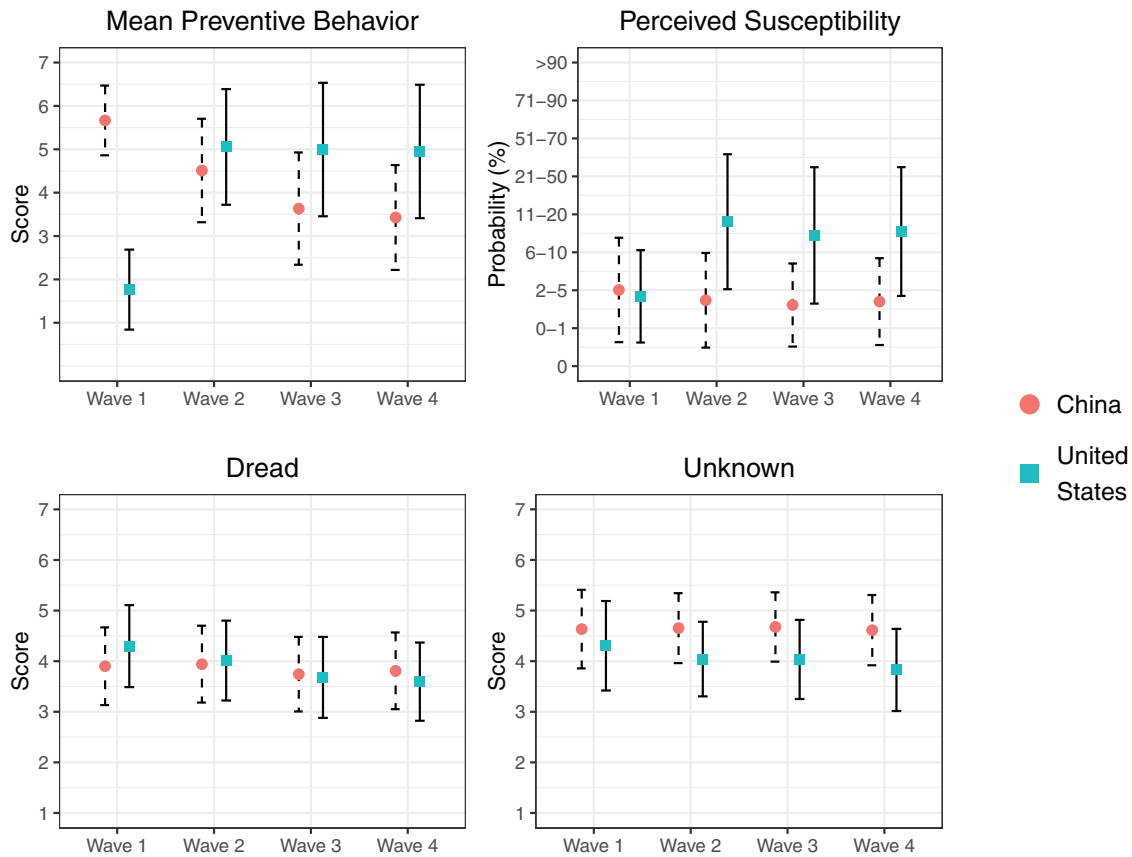 Mean Preventive Behavior
7
6
5
4
3
2
1
Score
Wave 1 Wave 2 Wave 3 Wave 4
Perceived Susceptibility
>90
71−90
51−70
21−50
11−20
6−10
2−5
0−1
0
Probability (%)
Wave 1 Wave 2 Wave 3 Wave 4
Dread
7
6
5
4
3
2
1
Score
Wave 1 Wave 2 Wave 3 Wave 4
Unknown
7
6
5
4
3
2
1
Score
Wave 1 Wave 2 Wave 3 Wave 4
China
United
States